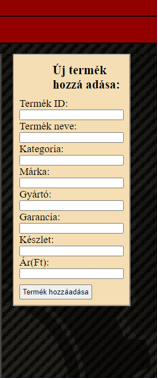 Új termék
hozzá adása:
Termék ID:
Termék neve:
Kategoria:
Márka:
Gyártó:
Garancia:
Készlet:
Ár(Ft):
Termék hozzáadása